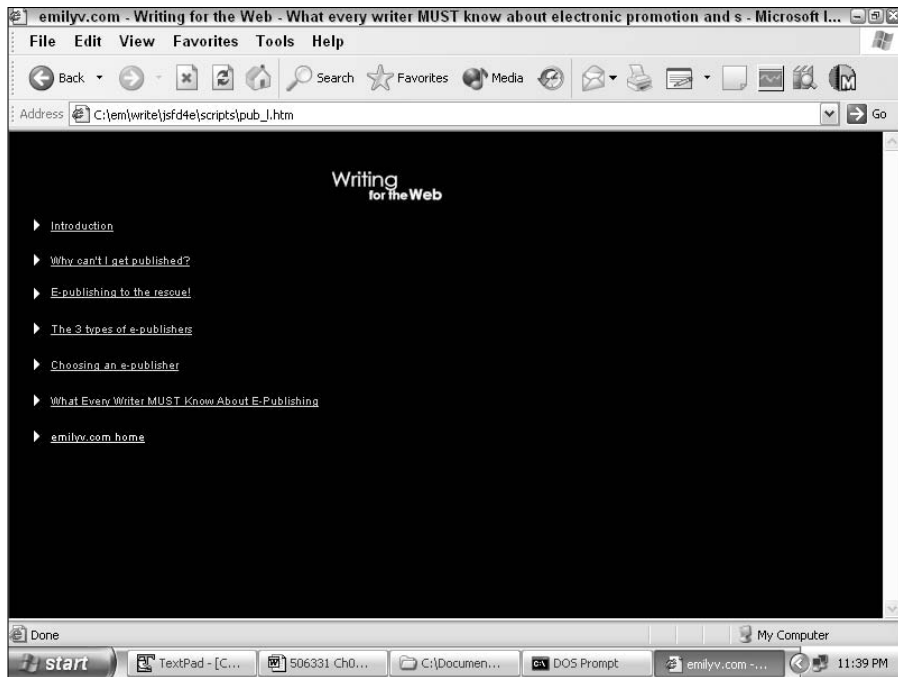 emilyv.com - Writing for the Web - What every writer MUST know about electronic promotion and s - Microsoft I...
File Edit View Favorites Tools Help
Back Search Favorites Media
Address C:\em\write\jsfd4e\scripts\pub_l.htm Go
Writing
for the Web
Introduction
Why can't I get published?
E-publishing to the rescue!
The 3 types of e-publishers
Choosing an e-publisher
What Every Writer MUST Know About E-Publishing
emilyv.com home
Done My Computer
start TextPad - [C... 506331 Ch0... C:\Documen... DOS Prompt emilyv.com -... 11:39 PM